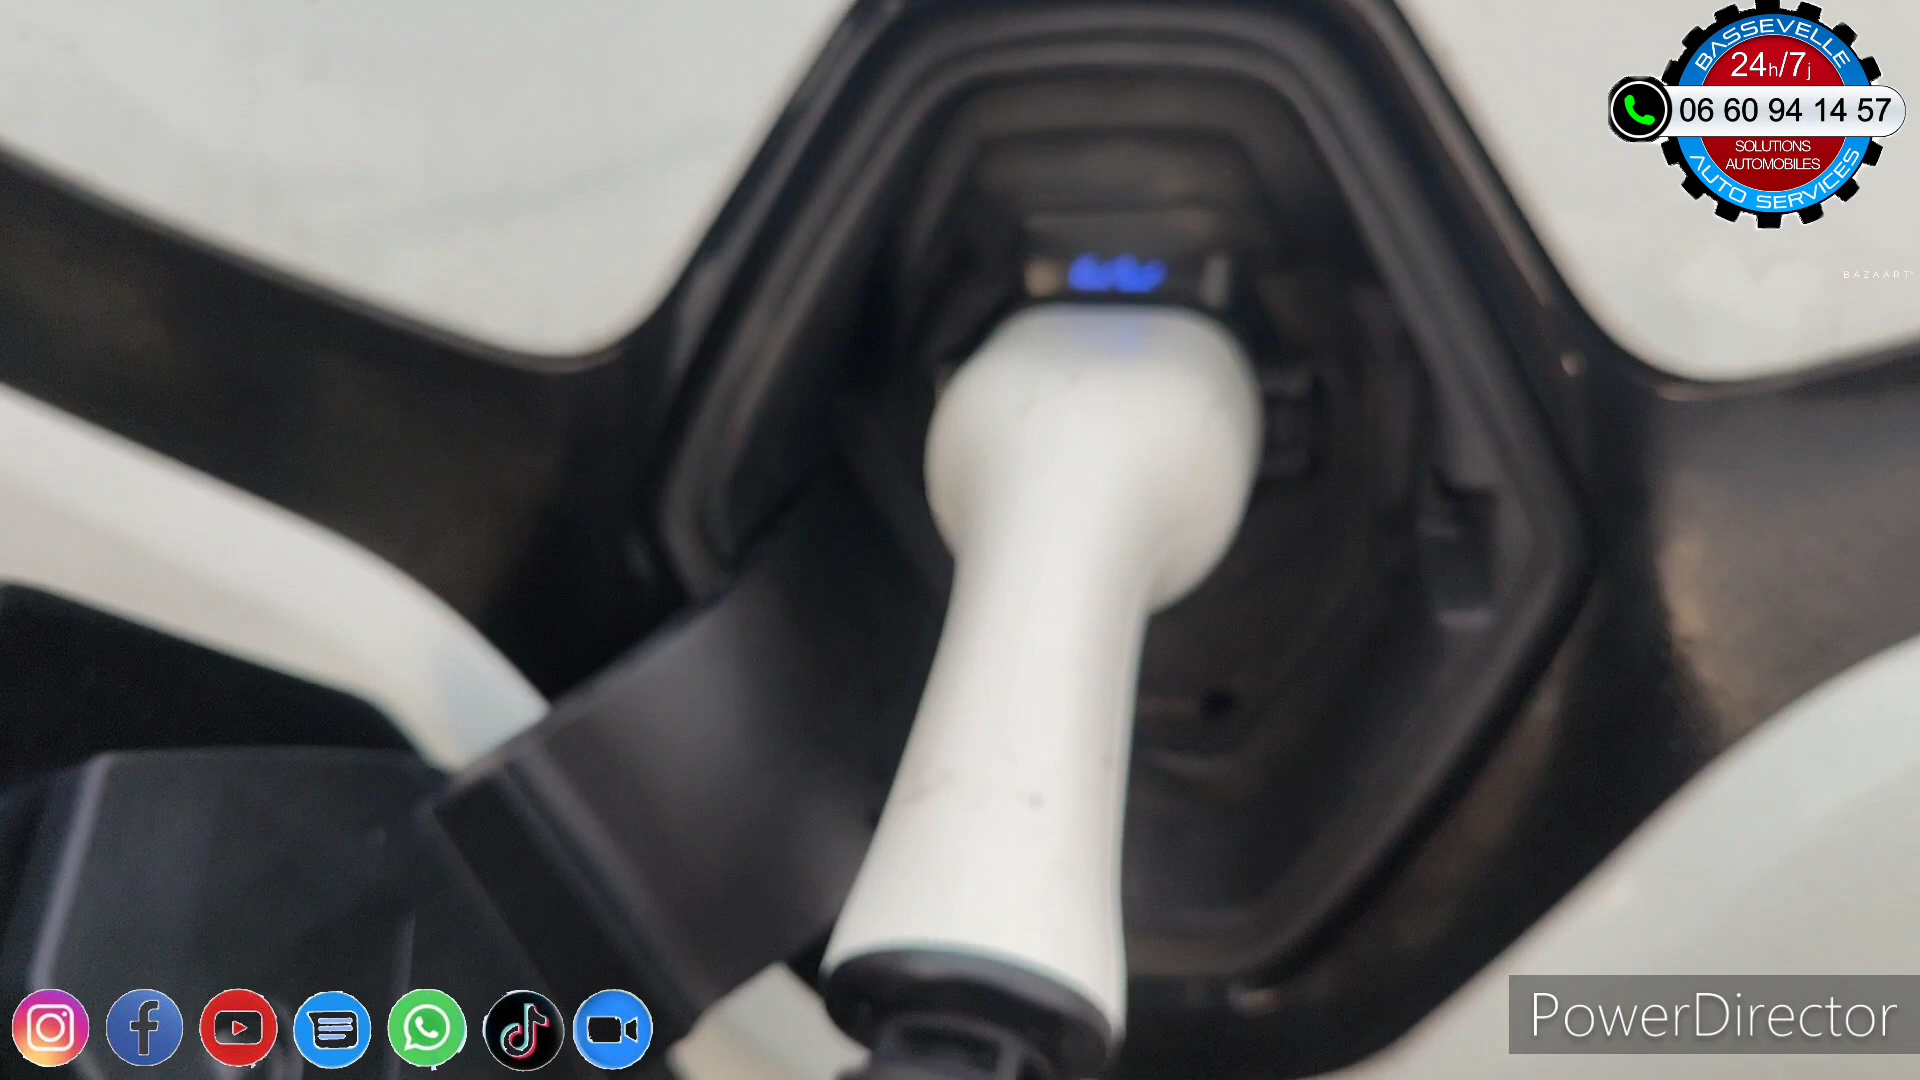 BASSEVELLE
24h/7j
06 60 94 14 57
SOLUTIONS
AUTOMOBILES
AUTO SERVICES
BAZAART
PowerDirector